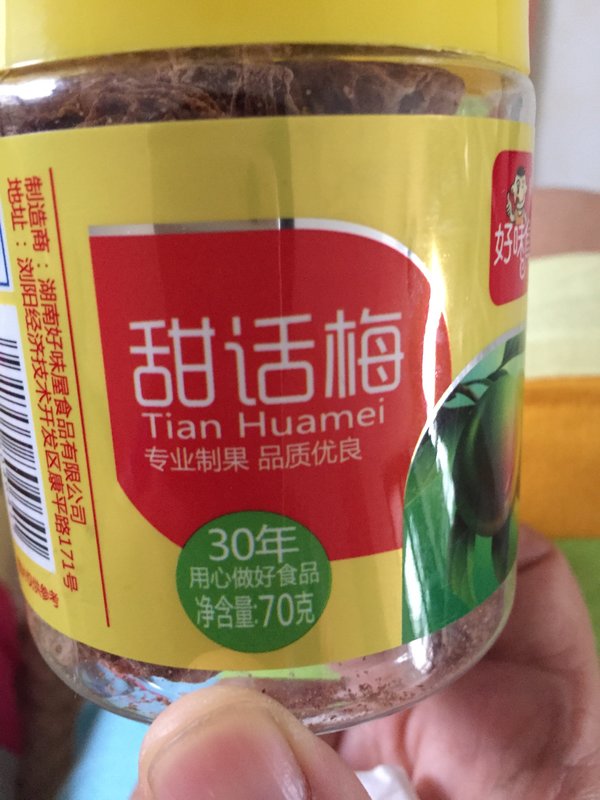 好味
甜话梅
Tian Huamei
专业制果 品质优良
30年
用心做好食品
净含量:70克
制造商：湖南好味屋食品有限公司
地址：浏阳经济技术开发区康平路171号